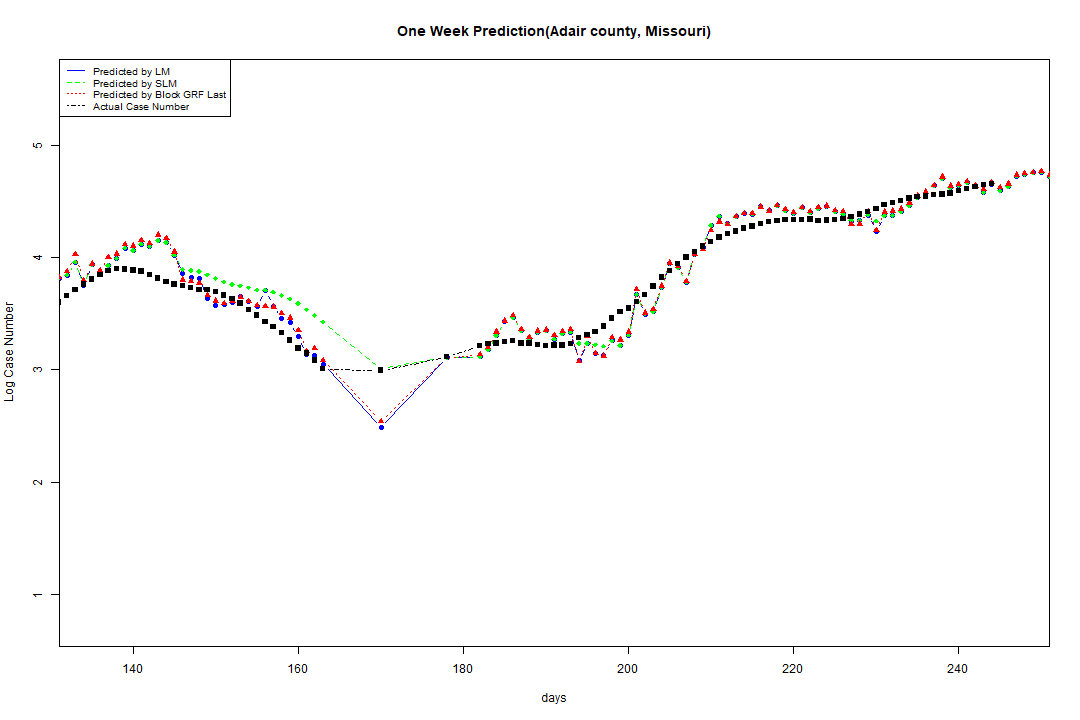 One Week Prediction(Adair county, Missouri)
Predicted by LM
Predicted by SLM
Predicted by Block GRF Last
Actual Case Number
5
4
3
2
1
Log Case Number
140 160 180 200 220 240
days